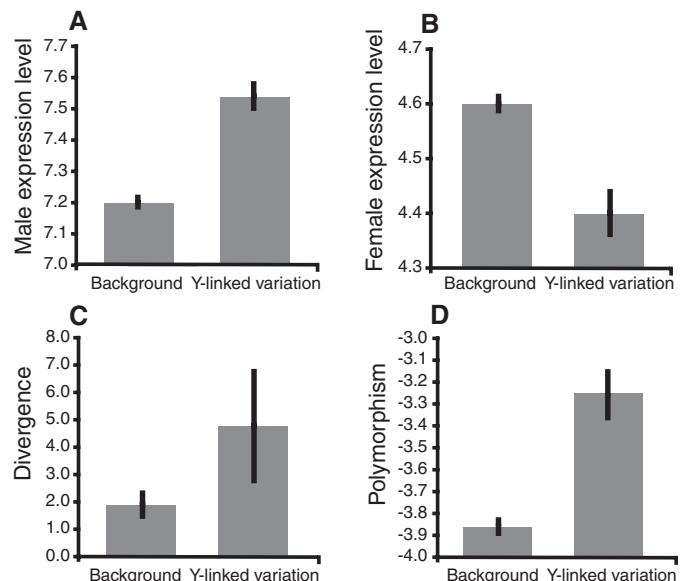 A
Male expression level
7.7
7.6
7.5
7.4
7.3
7.2
7.1
7.0
Background Y-linked variation
B
Female expression level
4.7
4.6
4.5
4.4
4.3
Background Y-linked variation
C
Divergence
8.0
7.0
6.0
5.0
4.0
3.0
2.0
1.0
0.0
Background Y-linked variation
D
Polymorphism
-3.0
-3.1
-3.2
-3.3
-3.4
-3.5
-3.6
-3.7
-3.8
-3.9
-4.0
Background Y-linked variation